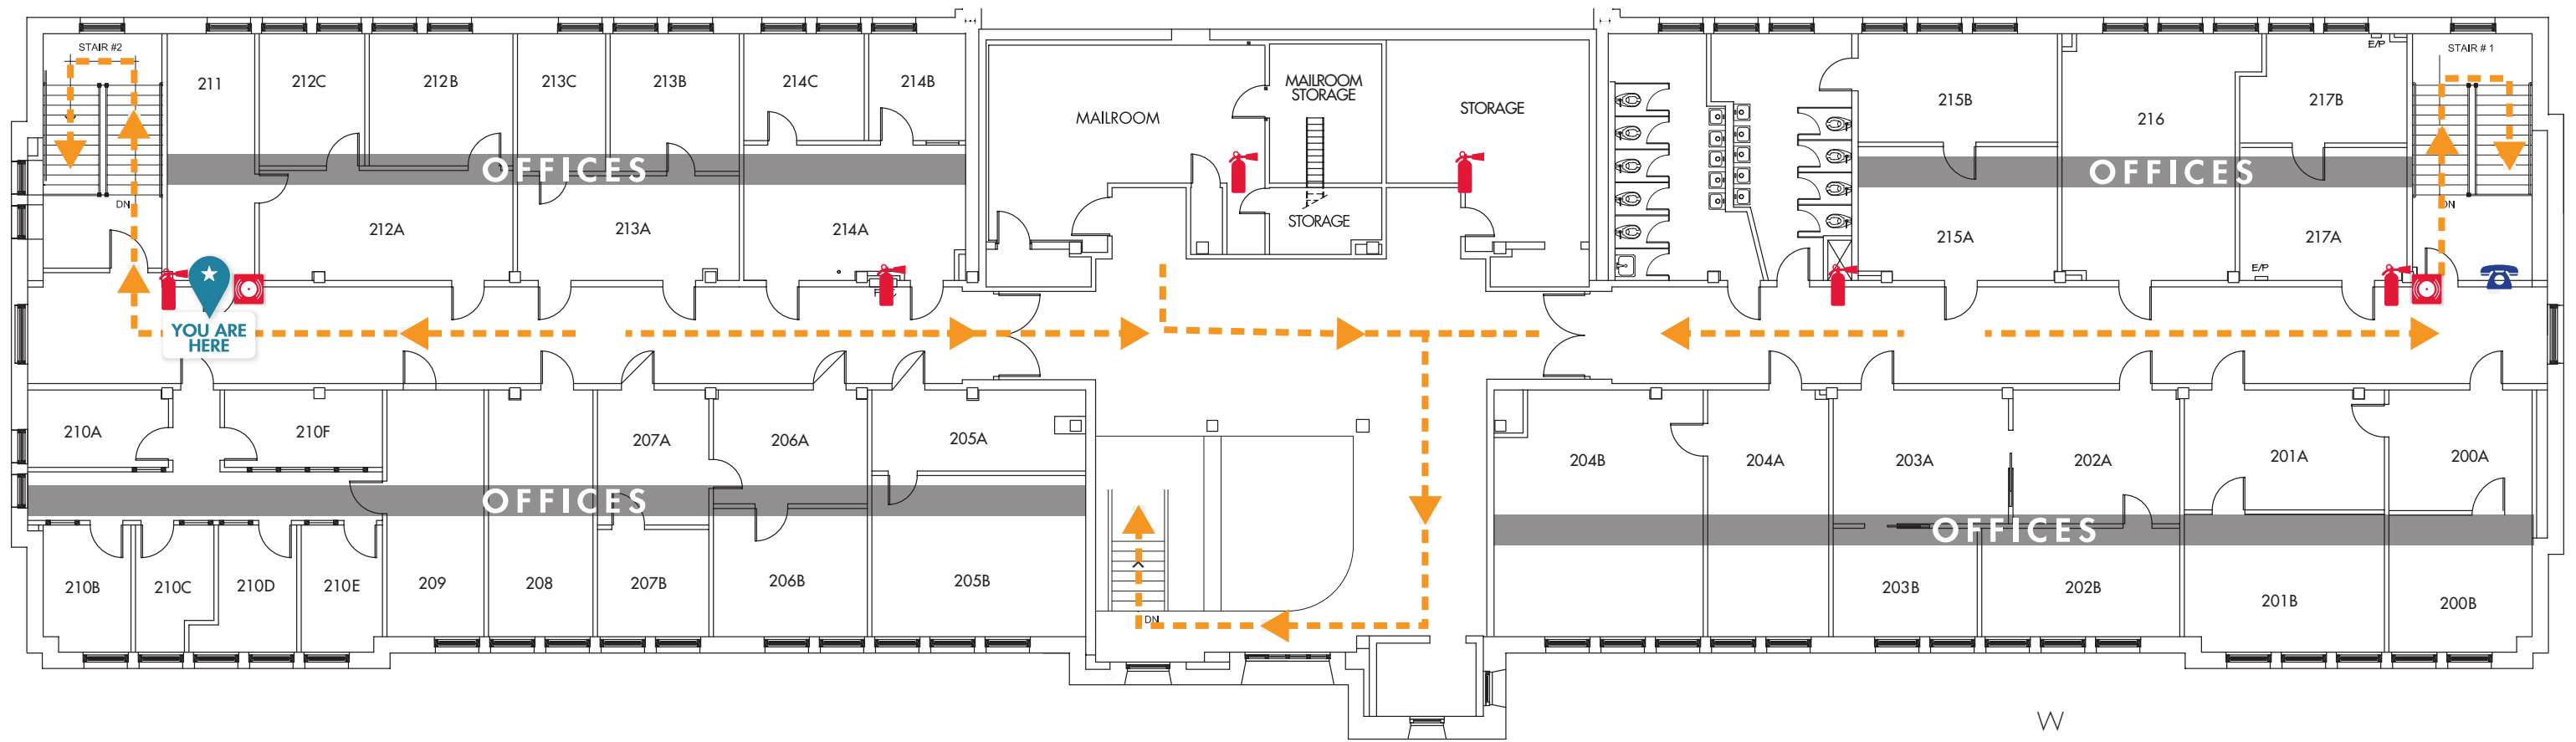 STAIR #2
211
212C
212B
213C
213B
214C
214B
MAILROOM
MAILROOM
STORAGE
STORAGE
215B
216
E/P
217B
STAIR # 1
OFFICES
OFFICES
DN
212A
213A
214A
STORAGE
215A
217A
DN
E/P
YOU ARE
HERE
210A
210F
207A
206A
205A
204B
204A
203A
202A
201A
200A
OFFICES
OFFICES
210B
210C
210D
210E
209
208
207B
206B
205B
203B
202B
201B
200B
DN
W